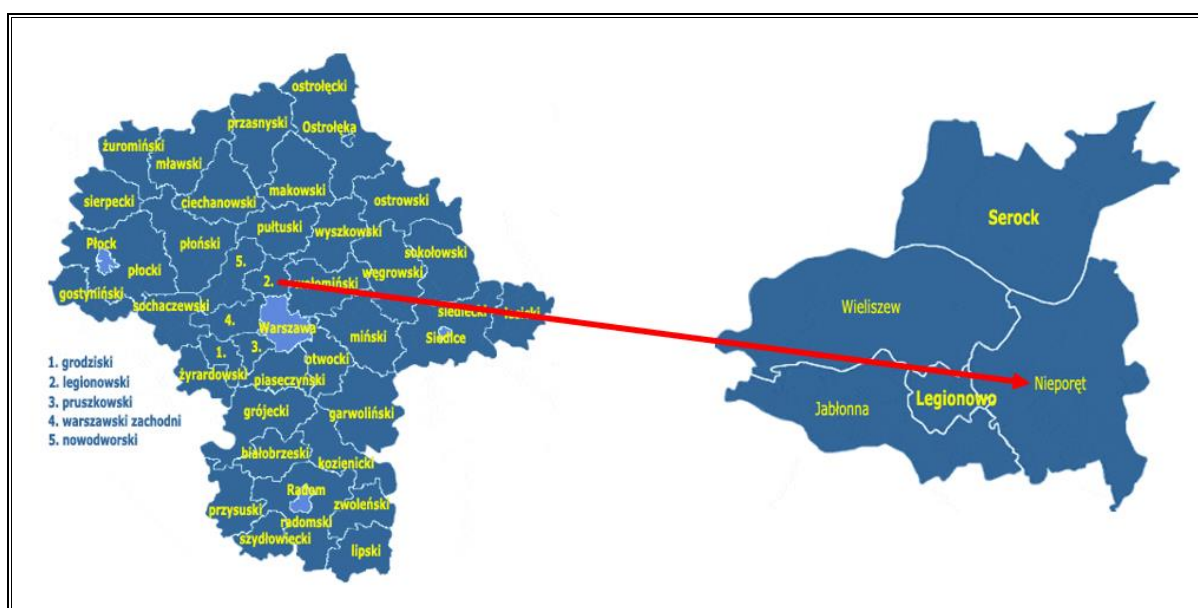 ostrołęcki
przasnyski
Ostrołęka
żuromiński
mławski
makowski
sierpecki
ciechanowski
ostrowski
pułtuski
wyszkowski
Płock
płoński
sokołowski
płocki
5.
węgrowski
2.
wołomiński
gostyniński
sochaczewski
siedlecki
łosicki
4.
Warszawa
miński
Siedlce
1.
3.
otwocki
żyrardowski
piaseczyński
grójecki
garwoliński
białobrzeski
kozienicki
Radom
przysuski
zwoleński
radomski
szydłowiecki
lipski
1. grodziski
2. legionowski
3. pruszkowski
4. warszawski zachodni
5. nowodworski
Serock
Wieliszew
Nieporęt
Legionowo
Jabłonna